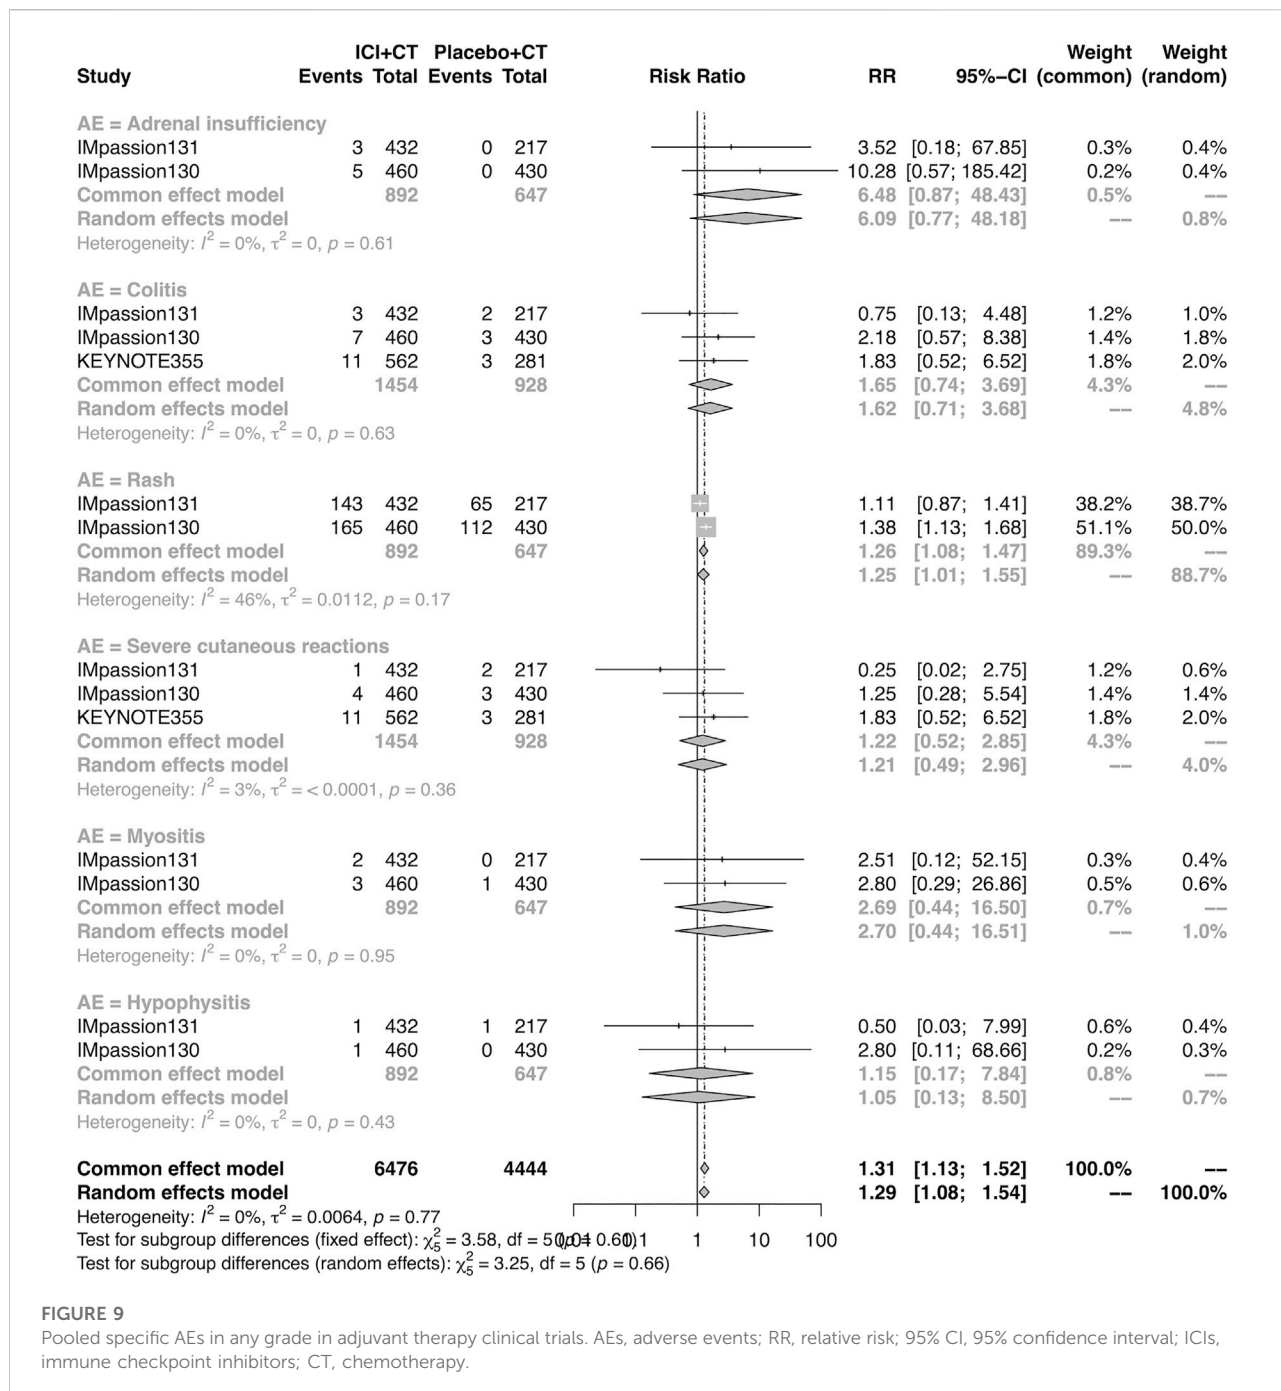 ICI+CT Placebo+CT Weight Weight
Study Events Total Events Total Risk Ratio RR 95%−CI (common) (random)
AE = Adrenal insufficiency
IMpassion131 3 432 0 217 3.52 [0.18; 67.85] 0.3% 0.4%
IMpassion130 5 460 0 430 10.28 [0.57; 185.42] 0.2% 0.4%
Common effect model 892 647 6.48 [0.87; 48.43] 0.5% −−
Random effects model 6.09 [0.77; 48.18] −− 0.8%
Heterogeneity: I² = 0%, τ² = 0, p = 0.61
AE = Colitis
IMpassion131 3 432 2 217 0.75 [0.13; 4.48] 1.2% 1.0%
IMpassion130 7 460 3 430 2.18 [0.57; 8.38] 1.4% 1.8%
KEYNOTE355 11 562 3 281 1.83 [0.52; 6.52] 1.8% 2.0%
Common effect model 1454 928 1.65 [0.74; 3.69] 4.3% −−
Random effects model 1.62 [0.71; 3.68] −− 4.8%
Heterogeneity: I² = 0%, τ² = 0, p = 0.63
AE = Rash
IMpassion131 143 432 65 217 1.11 [0.87; 1.41] 38.2% 38.7%
IMpassion130 165 460 112 430 1.38 [1.13; 1.68] 51.1% 50.0%
Common effect model 892 647 1.26 [1.08; 1.47] 89.3% −−
Random effects model 1.25 [1.01; 1.55] −− 88.7%
Heterogeneity: I² = 46%, τ² = 0.0112, p = 0.17
AE = Severe cutaneous reactions
IMpassion131 1 432 2 217 0.25 [0.02; 2.75] 1.2% 0.6%
IMpassion130 4 460 3 430 1.25 [0.28; 5.54] 1.4% 1.4%
KEYNOTE355 11 562 3 281 1.83 [0.52; 6.52] 1.8% 2.0%
Common effect model 1454 928 1.22 [0.52; 2.85] 4.3% −−
Random effects model 1.21 [0.49; 2.96] −− 4.0%
Heterogeneity: I² = 3%, τ² = < 0.0001, p = 0.36
AE = Myositis
IMpassion131 2 432 0 217 2.51 [0.12; 52.15] 0.3% 0.4%
IMpassion130 3 460 1 430 2.80 [0.29; 26.86] 0.5% 0.6%
Common effect model 892 647 2.69 [0.44; 16.50] 0.7% −−
Random effects model 2.70 [0.44; 16.51] −− 1.0%
Heterogeneity: I² = 0%, τ² = 0, p = 0.95
AE = Hypophysitis
IMpassion131 1 432 1 217 0.50 [0.03; 7.99] 0.6% 0.4%
IMpassion130 1 460 0 430 2.80 [0.11; 68.66] 0.2% 0.3%
Common effect model 892 647 1.15 [0.17; 7.84] 0.8% −−
Random effects model 1.05 [0.13; 8.50] −− 0.7%
Heterogeneity: I² = 0%, τ² = 0, p = 0.43
Common effect model 6476 4444 1.31 [1.13; 1.52] 100.0% −−
Random effects model 1.29 [1.08; 1.54] −− 100.0%
Heterogeneity: I² = 0%, τ² = 0.0064, p = 0.77
Test for subgroup differences (fixed effect): χ²₅ = 3.58, df = 5 (p = 0.61) 0.01 0.1 1 10 100
Test for subgroup differences (random effects): χ²₅ = 3.25, df = 5 (p = 0.66)
FIGURE 9
Pooled specific AEs in any grade in adjuvant therapy clinical trials. AEs, adverse events; RR, relative risk; 95% CI, 95% confidence interval; ICIs,
immune checkpoint inhibitors; CT, chemotherapy.